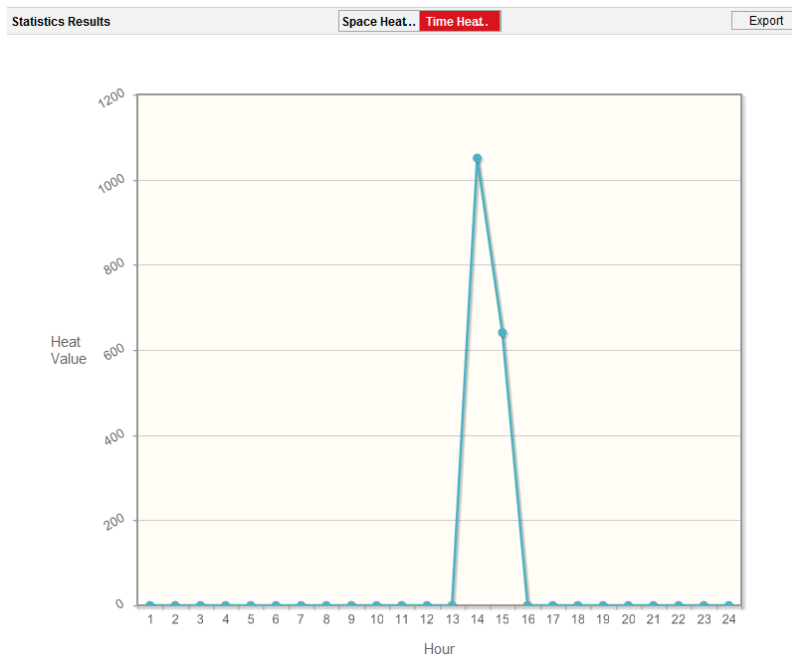 Statistics Results Space Heat... Time Heat.. Export
1200
1000
800
Heat
Value
600
400
200
0
1 2 3 4 5 6 7 8 9 10 11 12 13 14 15 16 17 18 19 20 21 22 23 24
Hour